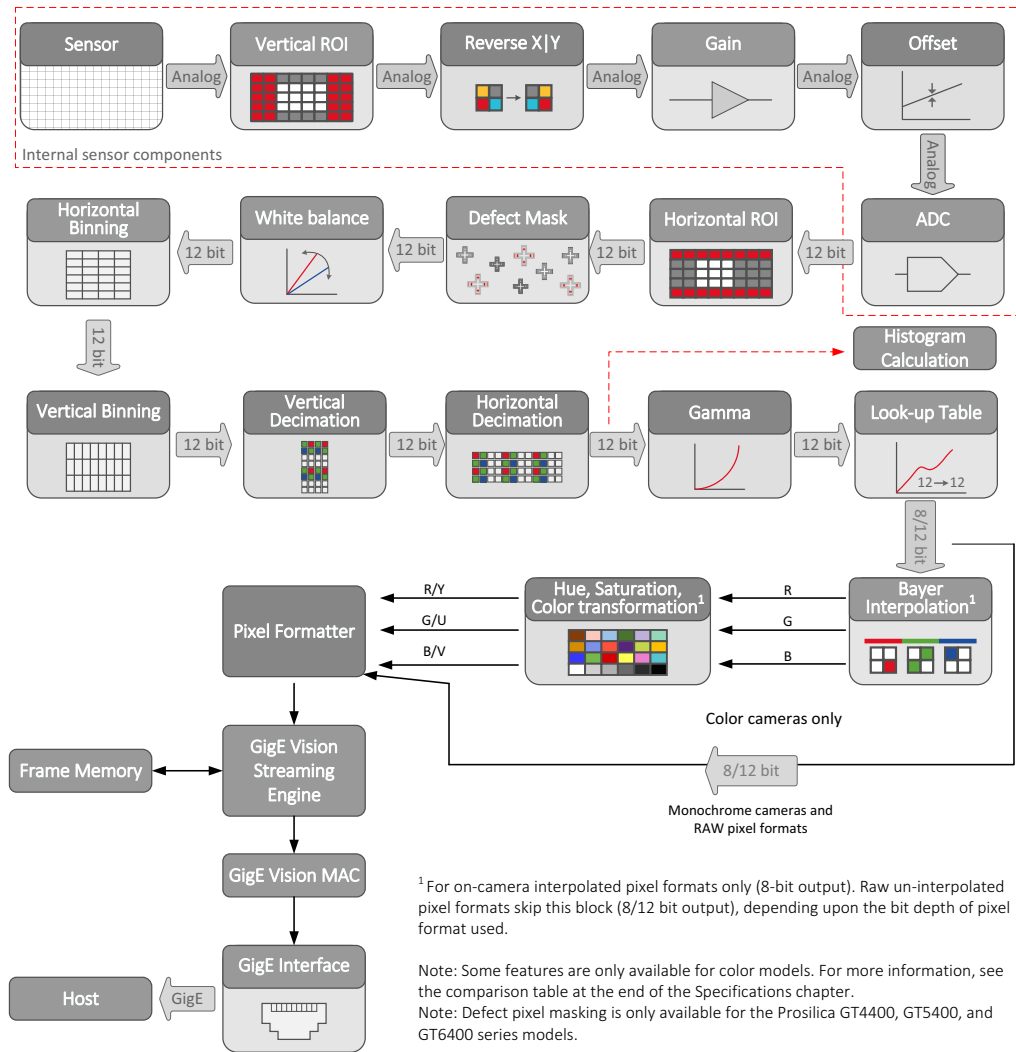 Sensor
Analog
Vertical ROI
Analog
Reverse X|Y
Analog
Gain
Analog
Offset
Internal sensor components
Analog
Horizontal
Binning
12 bit
White balance
12 bit
Defect Mask
12 bit
Horizontal ROI
12 bit
ADC
12 bit
Histogram
Calculation
Vertical Binning
12 bit
Vertical
Decimation
12 bit
Horizontal
Decimation
12 bit
Gamma
12 bit
Look-up Table
12→12
8/12 bit
Pixel Formatter
R/Y
G/U
B/V
Hue, Saturation,
Color transformation¹
R
G
B
Bayer
Interpolation¹
Color cameras only
8/12 bit
Monochrome cameras and
RAW pixel formats
Frame Memory
GigE Vision
Streaming
Engine
GigE Vision MAC
GigE Interface
GigE
Host
¹ For on-camera interpolated pixel formats only (8-bit output). Raw un-interpolated
pixel formats skip this block (8/12 bit output), depending upon the bit depth of pixel
format used.
Note: Some features are only available for color models. For more information, see
the comparison table at the end of the Specifications chapter.
Note: Defect pixel masking is only available for the Prosilica GT4400, GT5400, and
GT6400 series models.